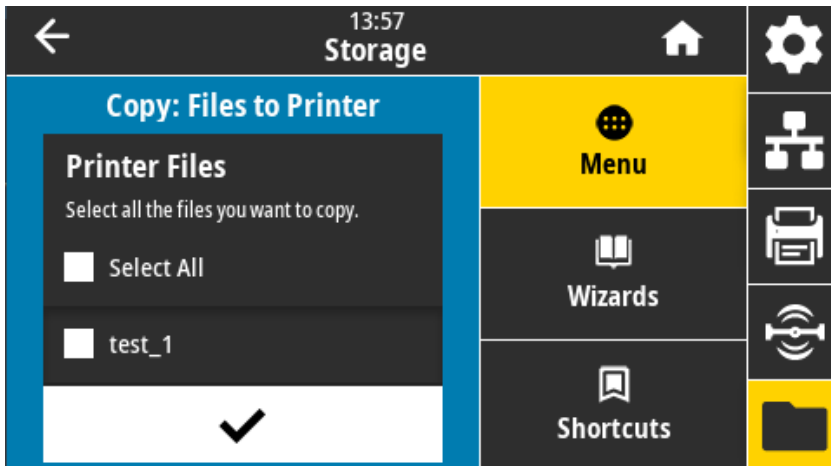 13:57
Storage
Copy: Files to Printer
Printer Files
Select all the files you want to copy.
Select All
test_1
Menu
Wizards
Shortcuts